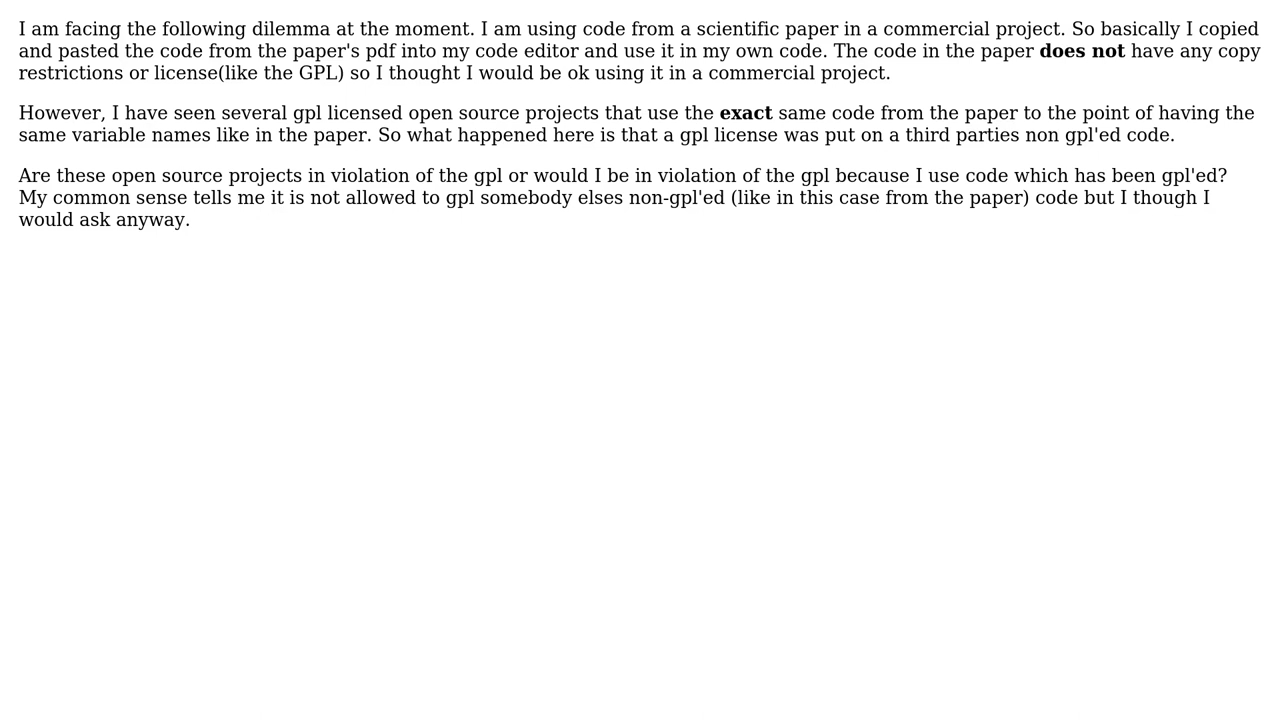 I am facing the following dilemma at the moment. I am using code from a scientific paper in a commercial project. So basically I copied
and pasted the code from the paper's pdf into my code editor and use it in my own code. The code in the paper does not have any copy
restrictions or license(like the GPL) so I thought I would be ok using it in a commercial project.
However, I have seen several gpl licensed open source projects that use the exact same code from the paper to the point of having the
same variable names like in the paper. So what happened here is that a gpl license was put on a third parties non gpl'ed code.
Are these open source projects in violation of the gpl or would I be in violation of the gpl because I use code which has been gpl'ed?
My common sense tells me it is not allowed to gpl somebody elses non-gpl'ed (like in this case from the paper) code but I though I
would ask anyway.